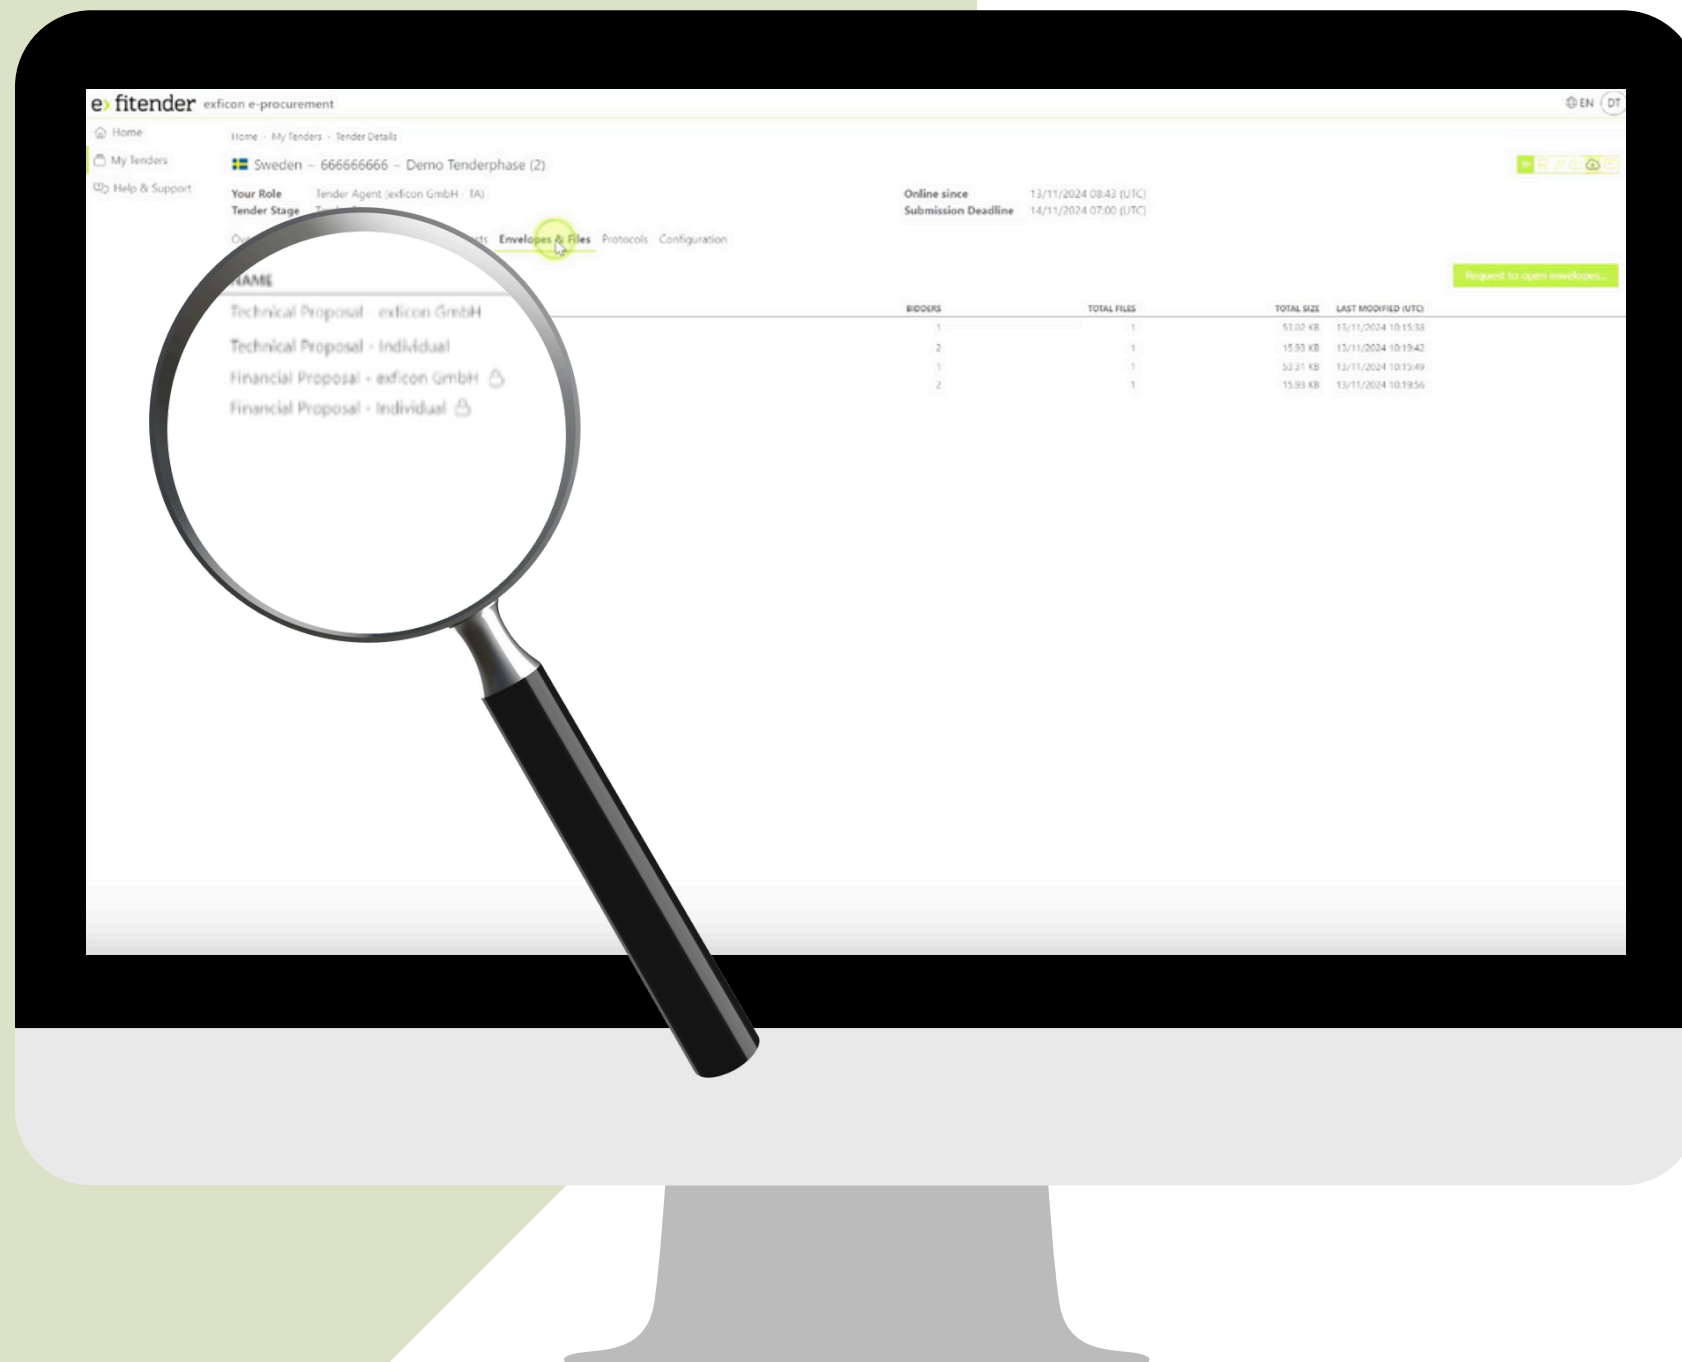 e› fitender exficon e-procurement
EN DT
Home
My Tenders
Help & Support
Home - My Tenders - Tender Details
Sweden – 666666666 – Demo Tenderphase (2)
Your Role Tender Agent (exficon GmbH - TA)
Tender Stage
Online since 13/11/2024 08:43 (UTC)
Submission Deadline 14/11/2024 07:00 (UTC)
Envelopes & Files Protocols Configuration
Request to open envelopes...
NAME BIDDERS TOTAL FILES TOTAL SIZE LAST MODIFIED (UTC)
Technical Proposal - exficon GmbH 1 1 53.02 KB 13/11/2024 10:15:38
Technical Proposal - Individual 2 1 15.93 KB 13/11/2024 10:19:42
Financial Proposal - exficon GmbH 1 1 53.31 KB 13/11/2024 10:15:49
Financial Proposal - Individual 2 1 15.93 KB 13/11/2024 10:19:56